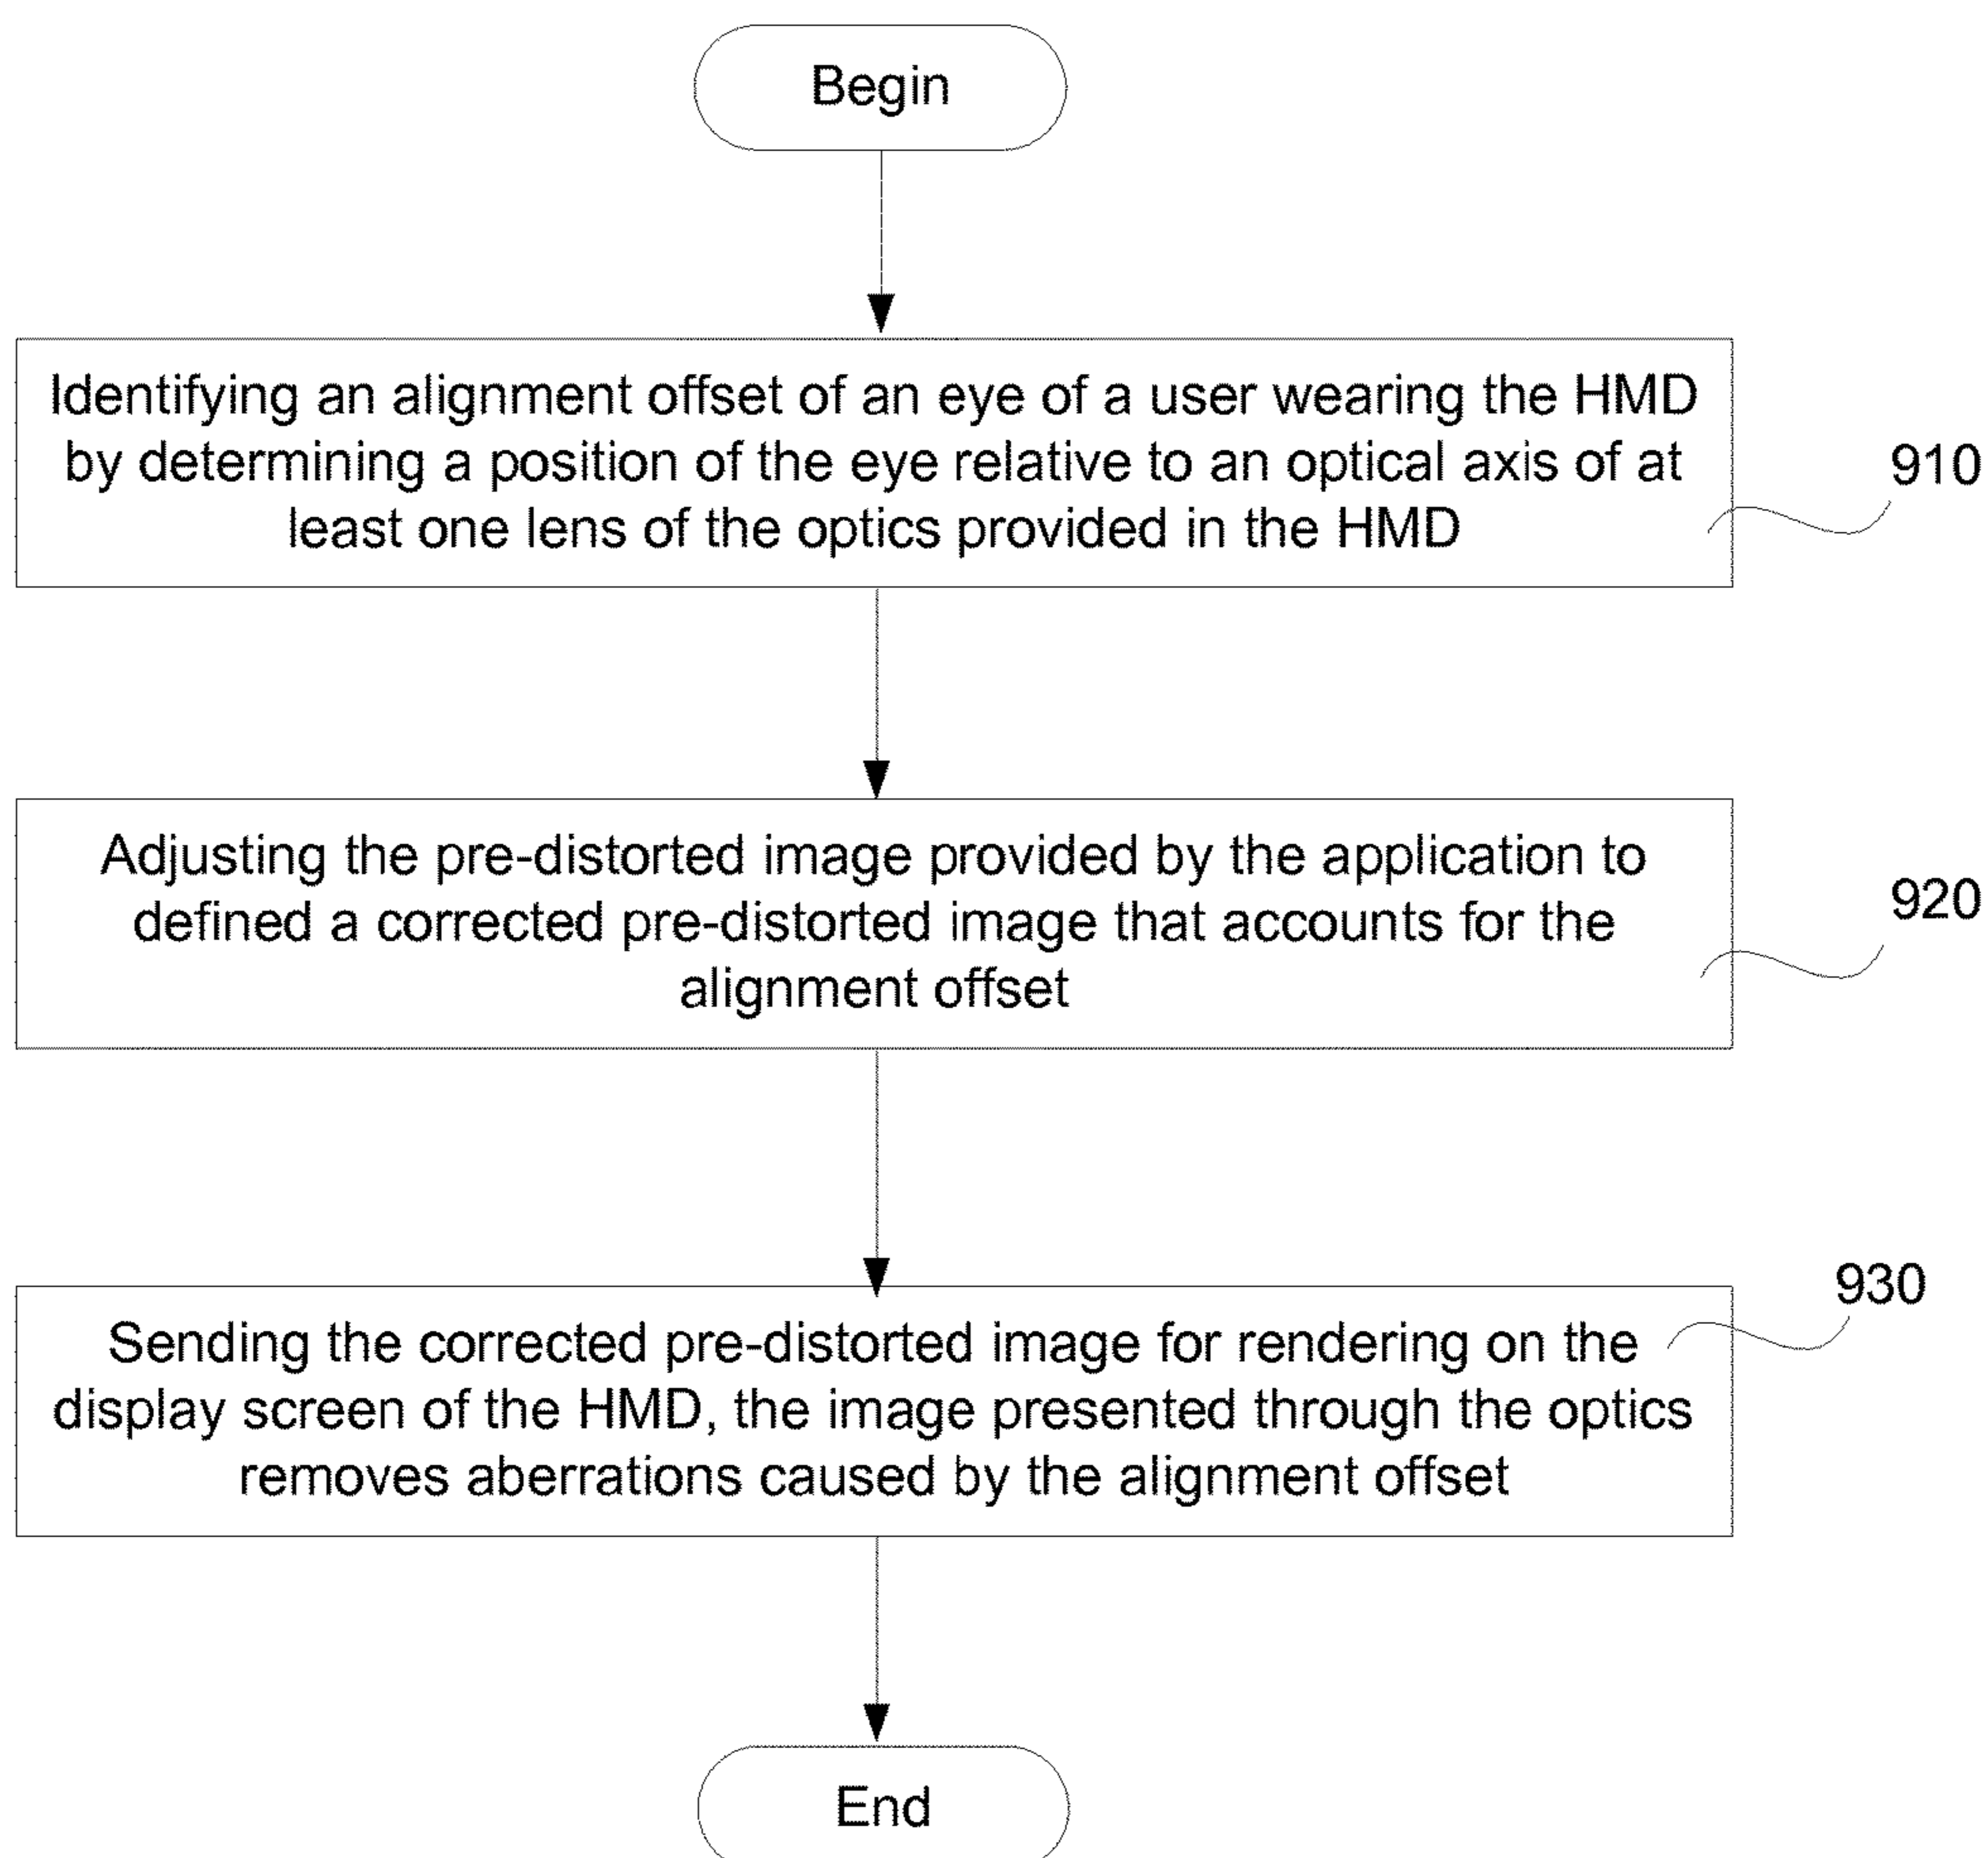 Begin
Identifying an alignment offset of an eye of a user wearing the HMD
by determining a position of the eye relative to an optical axis of at
least one lens of the optics provided in the HMD
910
Adjusting the pre-distorted image provided by the application to
defined a corrected pre-distorted image that accounts for the
alignment offset
920
Sending the corrected pre-distorted image for rendering on the
display screen of the HMD, the image presented through the optics
removes aberrations caused by the alignment offset
930
End